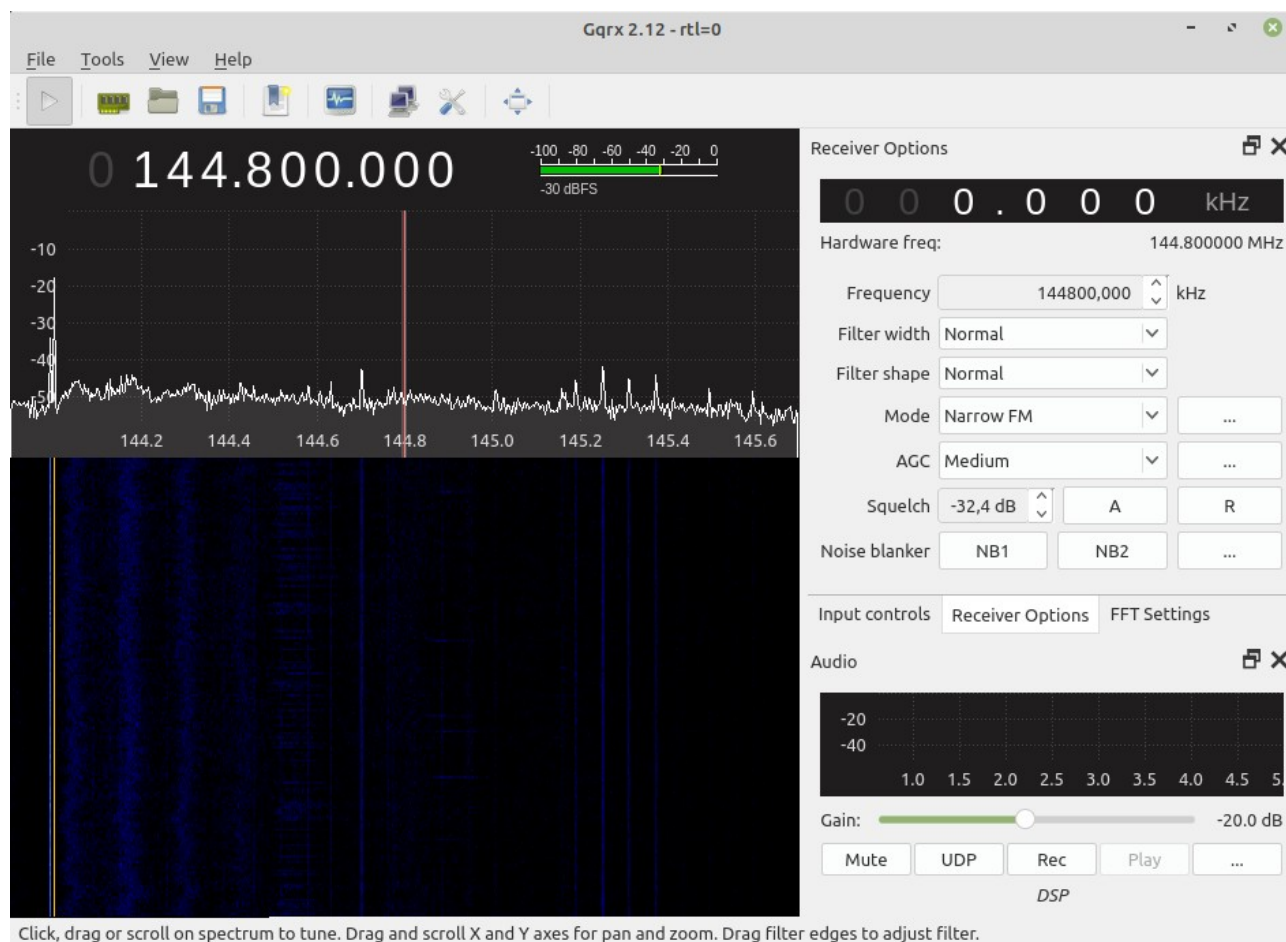 Gqrx 2.12 - rtl=0
File Tools View Help
0 144.800.000
-100 -80 -60 -40 -20 0
-30 dBFS
-10
-20
-30
-40
-50
144.2 144.4 144.6 144.8 145.0 145.2 145.4 145.6
Receiver Options
0 0 0.0 0 0 kHz
Hardware freq: 144.800000 MHz
Frequency 144800,000 kHz
Filter width Normal
Filter shape Normal
Mode Narrow FM ...
AGC Medium ...
Squelch -32,4 dB A R
Noise blanker NB1 NB2 ...
Input controls Receiver Options FFT Settings
Audio
-20
-40
1.0 1.5 2.0 2.5 3.0 3.5 4.0 4.5 5.
Gain: -20.0 dB
Mute UDP Rec Play ...
DSP
Click, drag or scroll on spectrum to tune. Drag and scroll X and Y axes for pan and zoom. Drag filter edges to adjust filter.